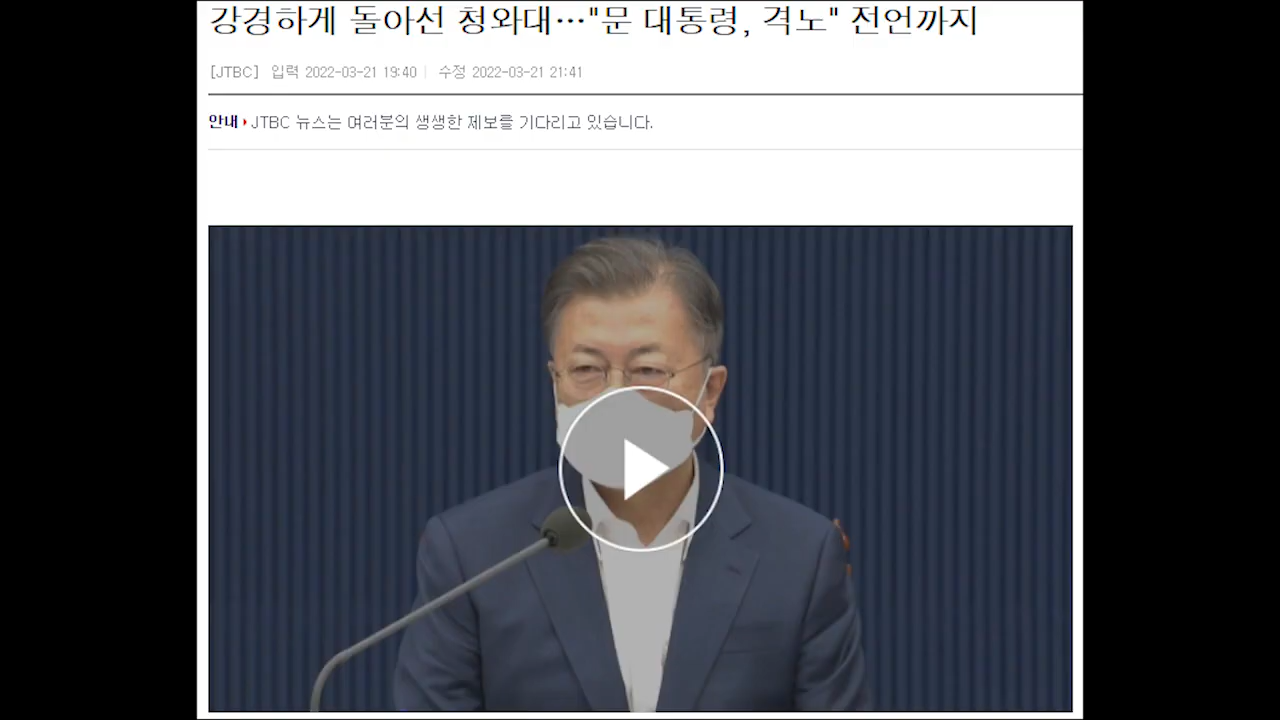 강경하게 돌아선 청와대…"문 대통령, 격노" 전언까지
[JTBC] 입력 2022-03-21 19:40 | 수정 2022-03-21 21:41
안내 JTBC 뉴스는 여러분의 생생한 제보를 기다리고 있습니다.